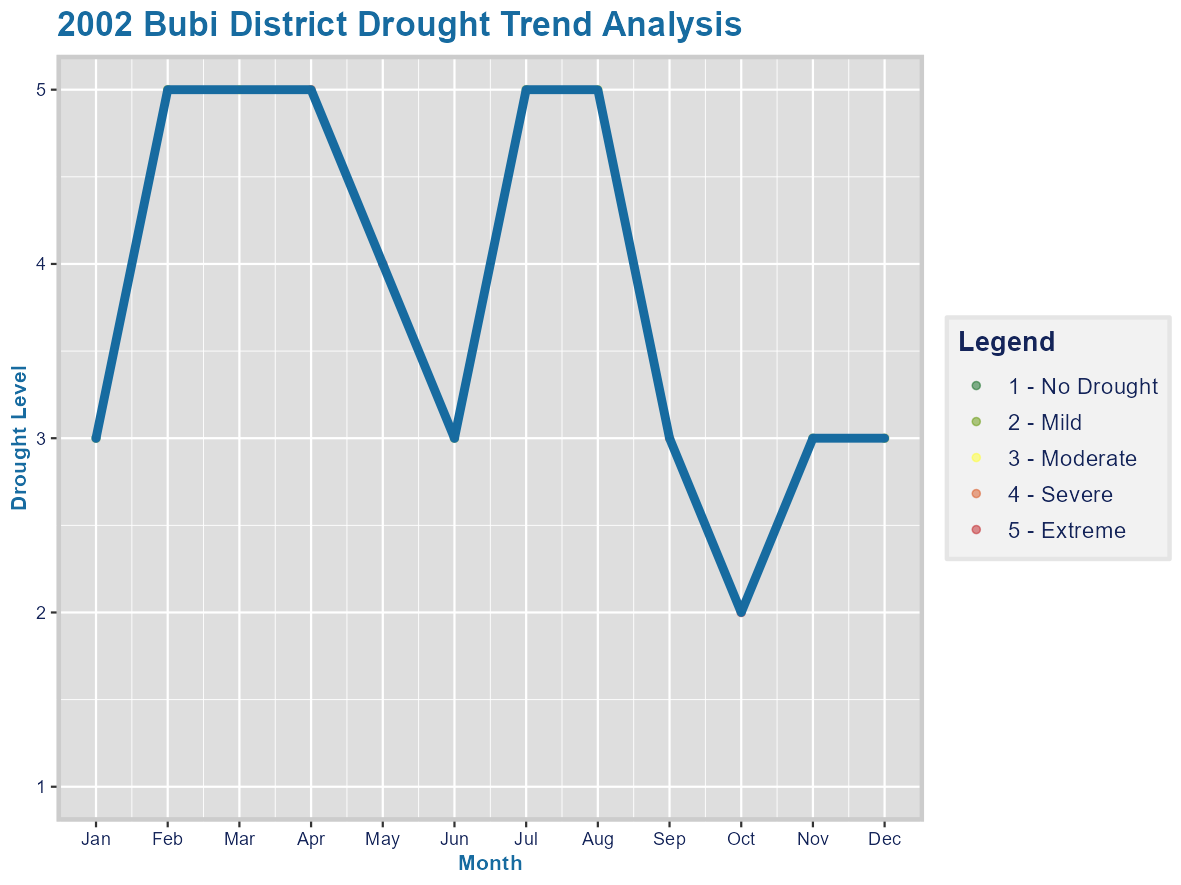 2002 Bubi District Drought Trend Analysis
Drought Level
5
4
3
2
1
Jan Feb Mar Apr May Jun Jul Aug Sep Oct Nov Dec
Month
Legend
1 - No Drought
2 - Mild
3 - Moderate
4 - Severe
5 - Extreme